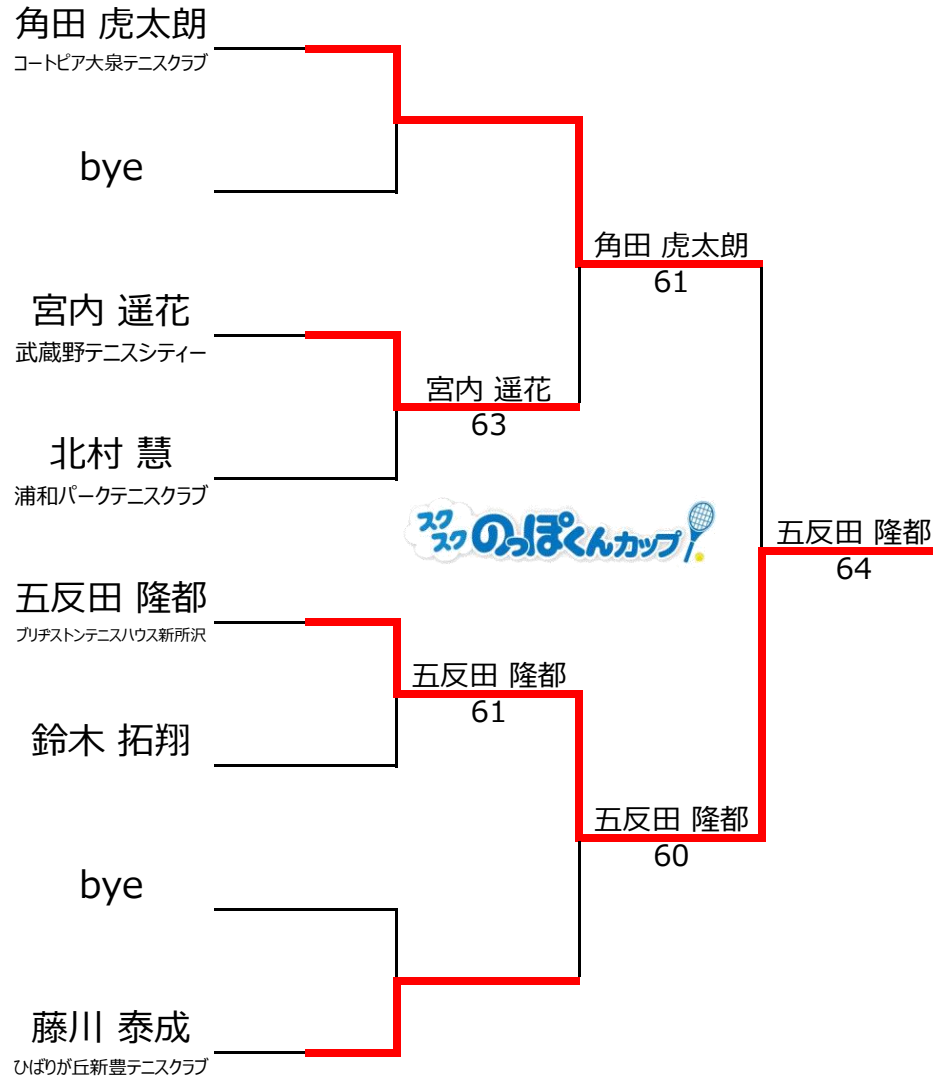 角田 虎太朗
コートピア大泉テニスクラブ
bye
角田 虎太朗
61
宮内 遥花
武蔵野テニスシティー
宮内 遥花
63
北村 慧
浦和パークテニスクラブ
スクスクのっぽくんカップ!
五反田 隆都
64
五反田 隆都
ブリヂストンテニスハウス新所沢
五反田 隆都
61
鈴木 拓翔
五反田 隆都
60
bye
藤川 泰成
ひばりが丘新豊テニスクラブ